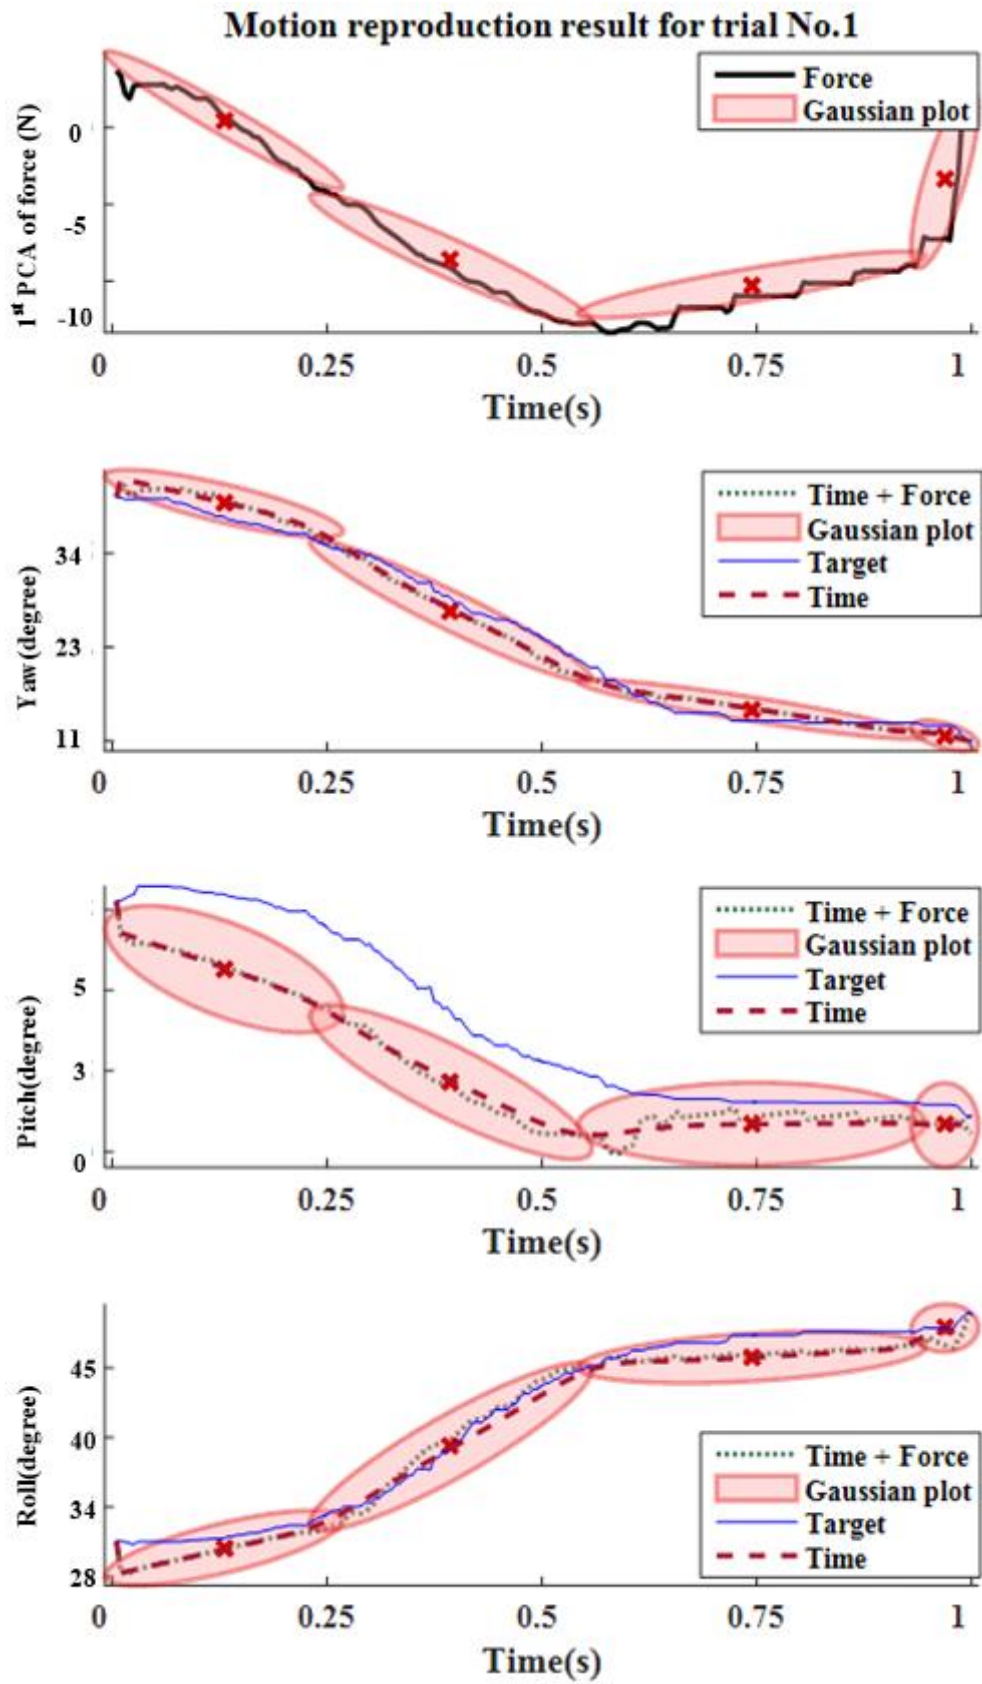 Motion reproduction result for trial No.1
Force
Gaussian plot
1st PCA of force (N)
0
-5
-10
0 0.25 0.5 0.75 1
Time(s)
Time + Force
Gaussian plot
Target
Time
Yaw(degree)
34
23
11
0 0.25 0.5 0.75 1
Time(s)
Time + Force
Gaussian plot
Target
Time
Pitch(degree)
5
3
0
0 0.25 0.5 0.75 1
Time(s)
Roll(degree)
45
40
34
28
Time + Force
Gaussian plot
Target
Time
0 0.25 0.5 0.75 1
Time(s)